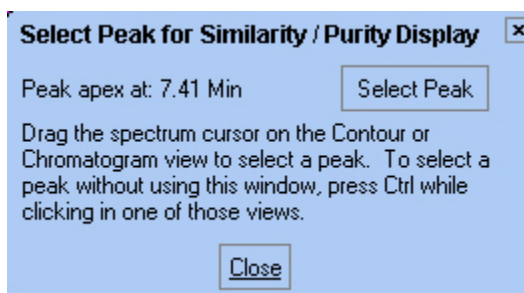 Select Peak for Similarity / Purity Display
Peak apex at: 7.41 Min
Select Peak
Drag the spectrum cursor on the Contour or
Chromatogram view to select a peak. To select a
peak without using this window, press Ctrl while
clicking in one of those views.
Close